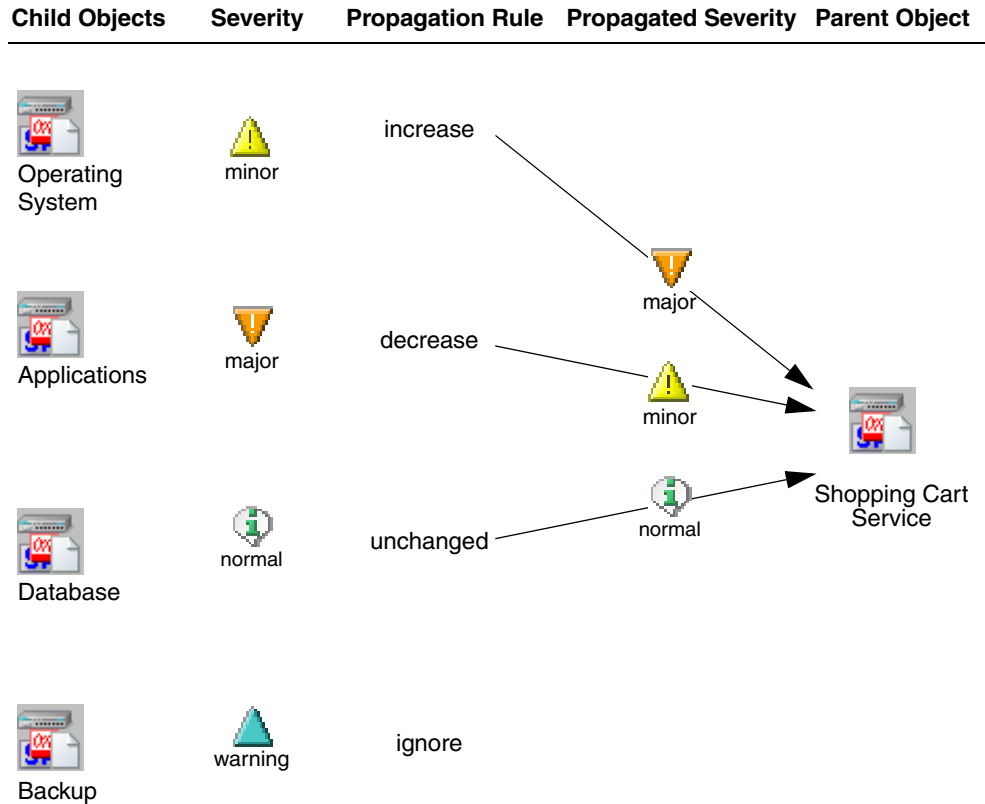 Child Objects Severity Propagation Rule Propagated Severity Parent Object
increase
minor
Operating
System
major
decrease
major
Applications
minor
Shopping Cart
Service
normal
unchanged
normal
Database
ignore
warning
Backup